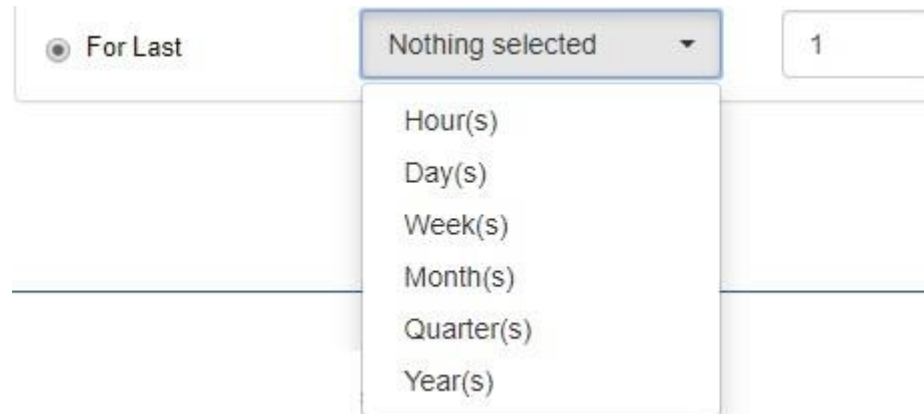 For Last Nothing selected 1
Hour(s)
Day(s)
Week(s)
Month(s)
Quarter(s)
Year(s)